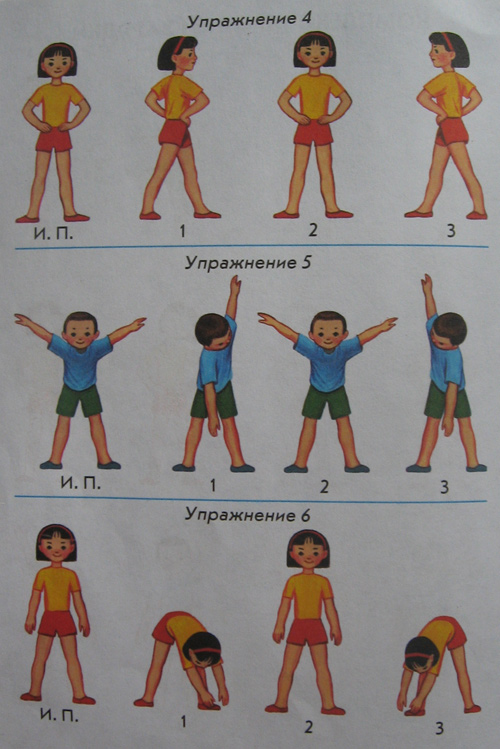 Упражнение 4
И. П. 1 2 3
Упражнение 5
И. П. 1 2 3
Упражнение 6
И. П. 1 2 3